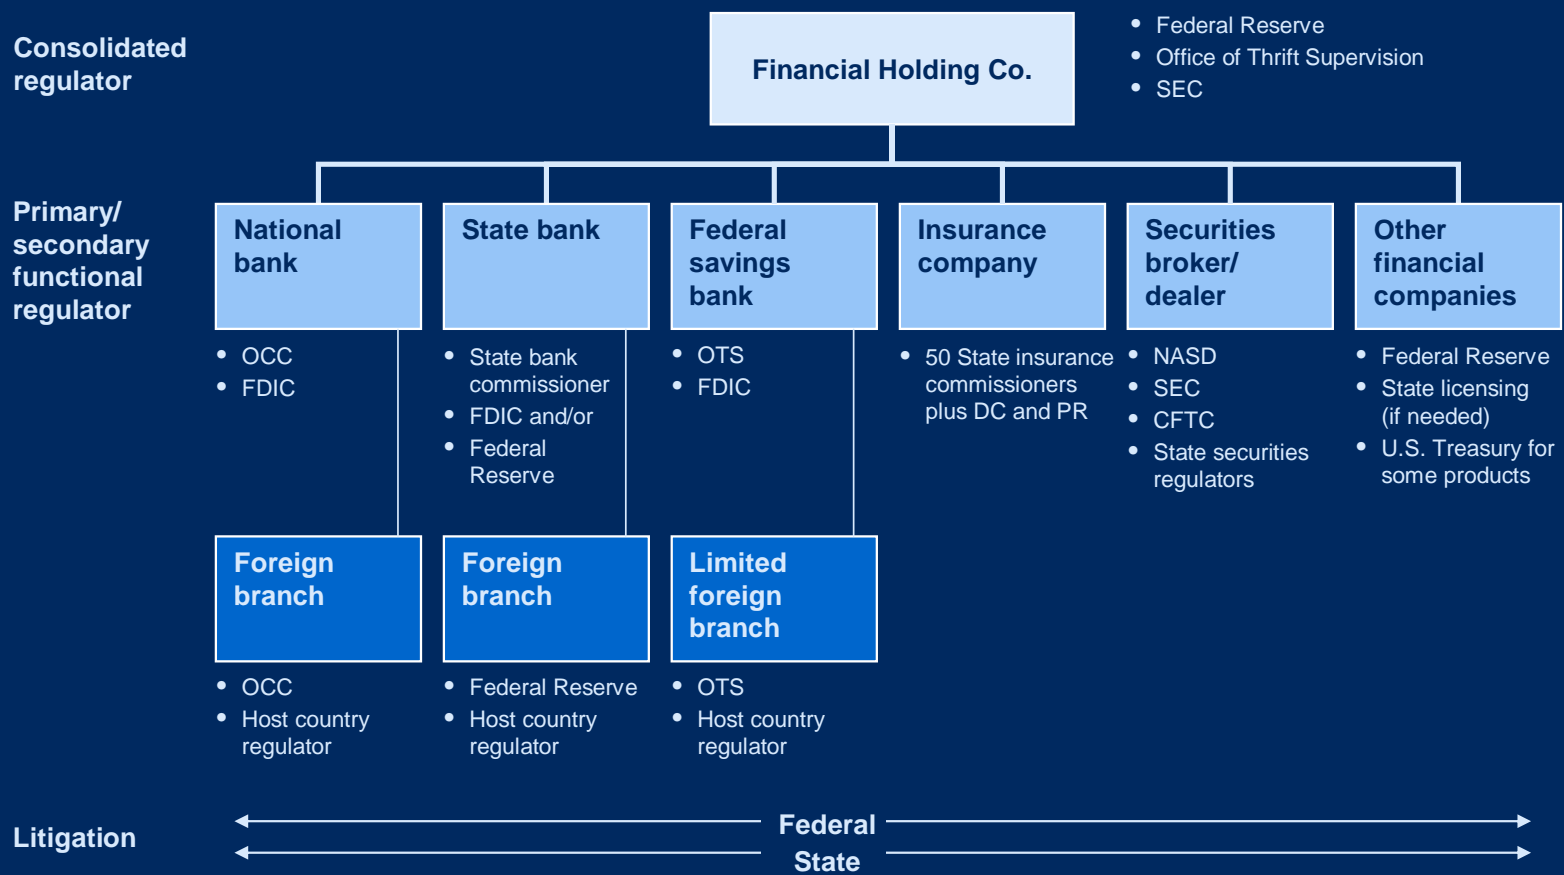 Consolidated
regulator
Financial Holding Co.
• Federal Reserve
• Office of Thrift Supervision
• SEC
Primary/
secondary
functional
regulator
National
bank
• OCC
• FDIC
State bank
• State bank
commissioner
• FDIC and/or
• Federal
Reserve
Federal
savings
bank
• OTS
• FDIC
Insurance
company
• 50 State insurance
commissioners
plus DC and PR
Securities
broker/
dealer
• NASD
• SEC
• CFTC
• State securities
regulators
Other
financial
companies
• Federal Reserve
• State licensing
(if needed)
• U.S. Treasury for
some products
Foreign
branch
• OCC
• Host country
regulator
Foreign
branch
• Federal Reserve
• Host country
regulator
Limited
foreign
branch
• OTS
• Host country
regulator
Litigation
Federal
State